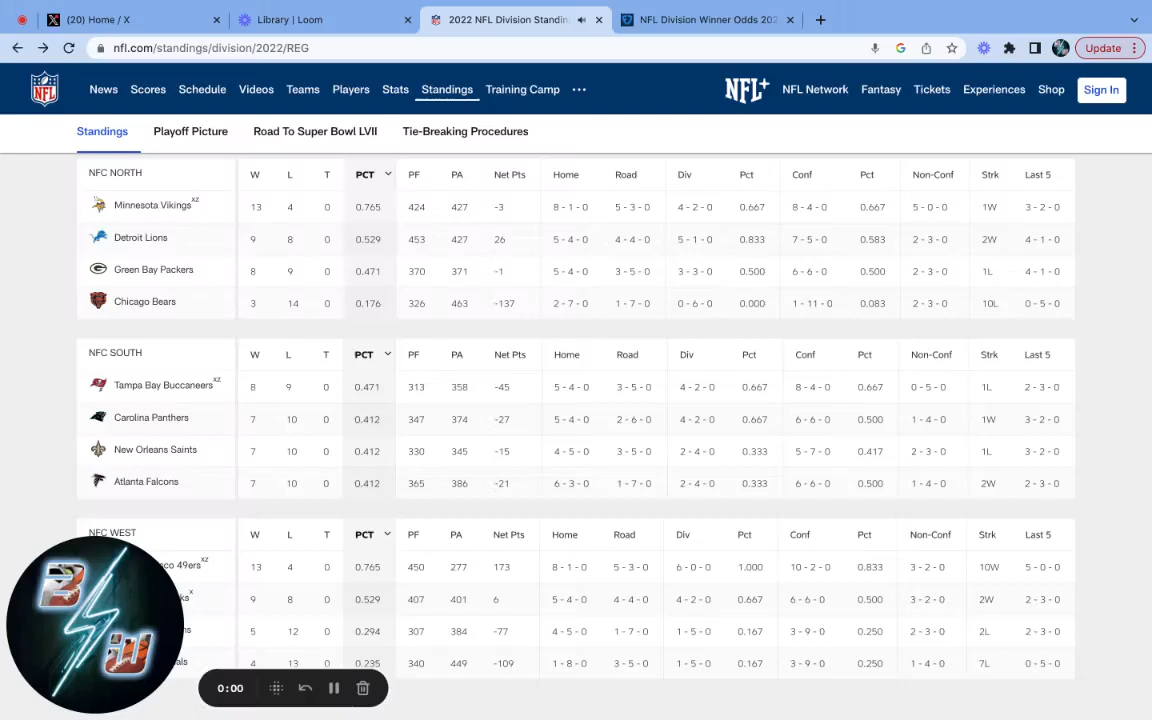 (20) Home / X
Library | Loom
2022 NFL Division Standin
NFL Division Winner Odds 202
nfl.com/standings/division/2022/REG
Update
NFL
News Scores Schedule Videos Teams Players Stats Standings Training Camp
NFL+ NFL Network Fantasy Tickets Experiences Shop Sign In
Standings Playoff Picture Road To Super Bowl LVII Tie-Breaking Procedures
NFC NORTH W L T PCT PF PA Net Pts Home Road Div Pct Conf Pct Non-Conf Strk Last 5
Minnesota Vikings xz 13 4 0 0.765 424 427 -3 8 - 1 - 0 5 - 3 - 0 4 - 2 - 0 0.667 8 - 4 - 0 0.667 5 - 0 - 0 1W 3 - 2 - 0
Detroit Lions 9 8 0 0.529 453 427 26 5 - 4 - 0 4 - 4 - 0 5 - 1 - 0 0.833 7 - 5 - 0 0.583 2 - 3 - 0 2W 4 - 1 - 0
Green Bay Packers 8 9 0 0.471 370 371 -1 5 - 4 - 0 3 - 5 - 0 3 - 3 - 0 0.500 6 - 6 - 0 0.500 2 - 3 - 0 1L 4 - 1 - 0
Chicago Bears 3 14 0 0.176 326 463 -137 2 - 7 - 0 1 - 7 - 0 0 - 6 - 0 0.000 1 - 11 - 0 0.083 2 - 3 - 0 10L 0 - 5 - 0
NFC SOUTH W L T PCT PF PA Net Pts Home Road Div Pct Conf Pct Non-Conf Strk Last 5
Tampa Bay Buccaneers xz 8 9 0 0.471 313 358 -45 5 - 4 - 0 3 - 5 - 0 4 - 2 - 0 0.667 8 - 4 - 0 0.667 0 - 5 - 0 1L 2 - 3 - 0
Carolina Panthers 7 10 0 0.412 347 374 -27 5 - 4 - 0 2 - 6 - 0 4 - 2 - 0 0.667 6 - 6 - 0 0.500 1 - 4 - 0 1W 3 - 2 - 0
New Orleans Saints 7 10 0 0.412 330 345 -15 4 - 5 - 0 3 - 5 - 0 2 - 4 - 0 0.333 5 - 7 - 0 0.417 2 - 3 - 0 1L 3 - 2 - 0
Atlanta Falcons 7 10 0 0.412 365 386 -21 6 - 3 - 0 1 - 7 - 0 2 - 4 - 0 0.333 6 - 6 - 0 0.500 1 - 4 - 0 2W 2 - 3 - 0
NFC WEST W L T PCT PF PA Net Pts Home Road Div Pct Conf Pct Non-Conf Strk Last 5
co 49ers xz 13 4 0 0.765 450 277 173 8 - 1 - 0 5 - 3 - 0 6 - 0 - 0 1.000 10 - 2 - 0 0.833 3 - 2 - 0 10W 5 - 0 - 0
ks x 9 8 0 0.529 407 401 6 5 - 4 - 0 4 - 4 - 0 4 - 2 - 0 0.667 6 - 6 - 0 0.500 3 - 2 - 0 2W 2 - 3 - 0
ns 5 12 0 0.294 307 384 -77 4 - 5 - 0 1 - 7 - 0 1 - 5 - 0 0.167 3 - 9 - 0 0.250 2 - 3 - 0 2L 2 - 3 - 0
als 4 13 0 0.235 340 449 -109 1 - 8 - 0 3 - 5 - 0 1 - 5 - 0 0.167 3 - 9 - 0 0.250 1 - 4 - 0 7L 0 - 5 - 0
0:00